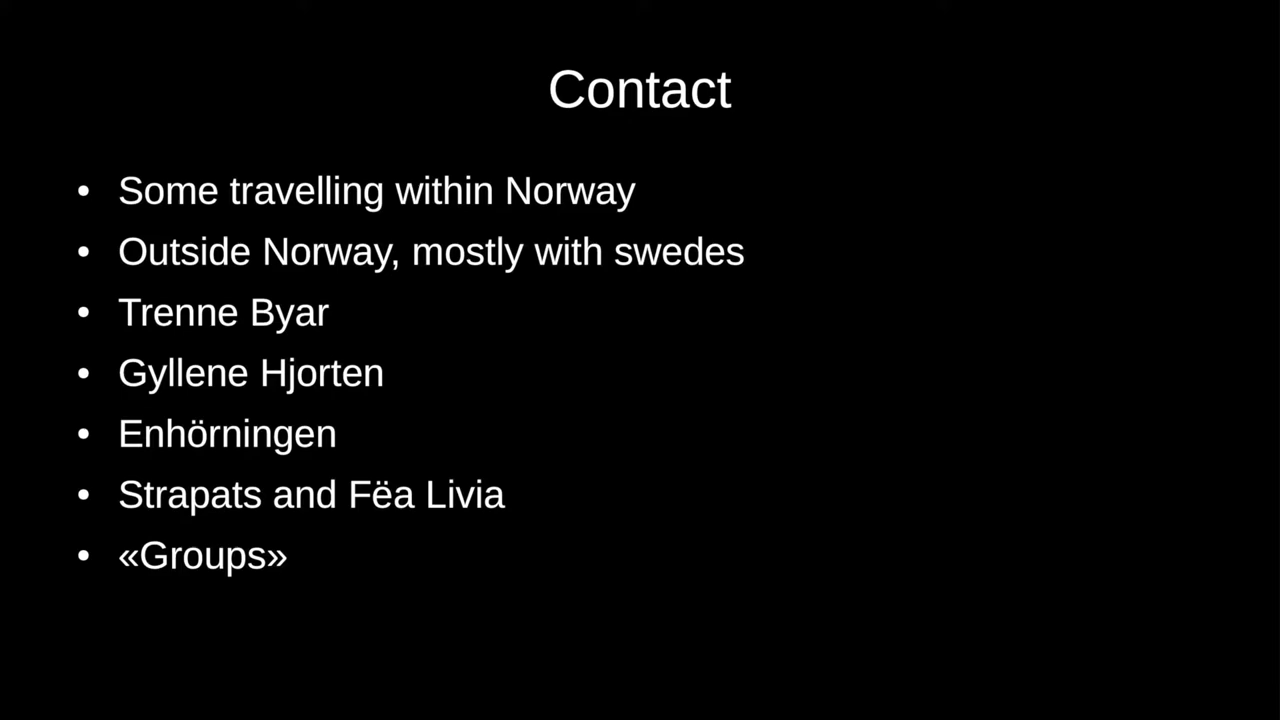 Contact
• Some travelling within Norway
• Outside Norway, mostly with swedes
• Trenne Byar
• Gyllene Hjorten
• Enhörningen
• Strapats and Fëa Livia
• «Groups»